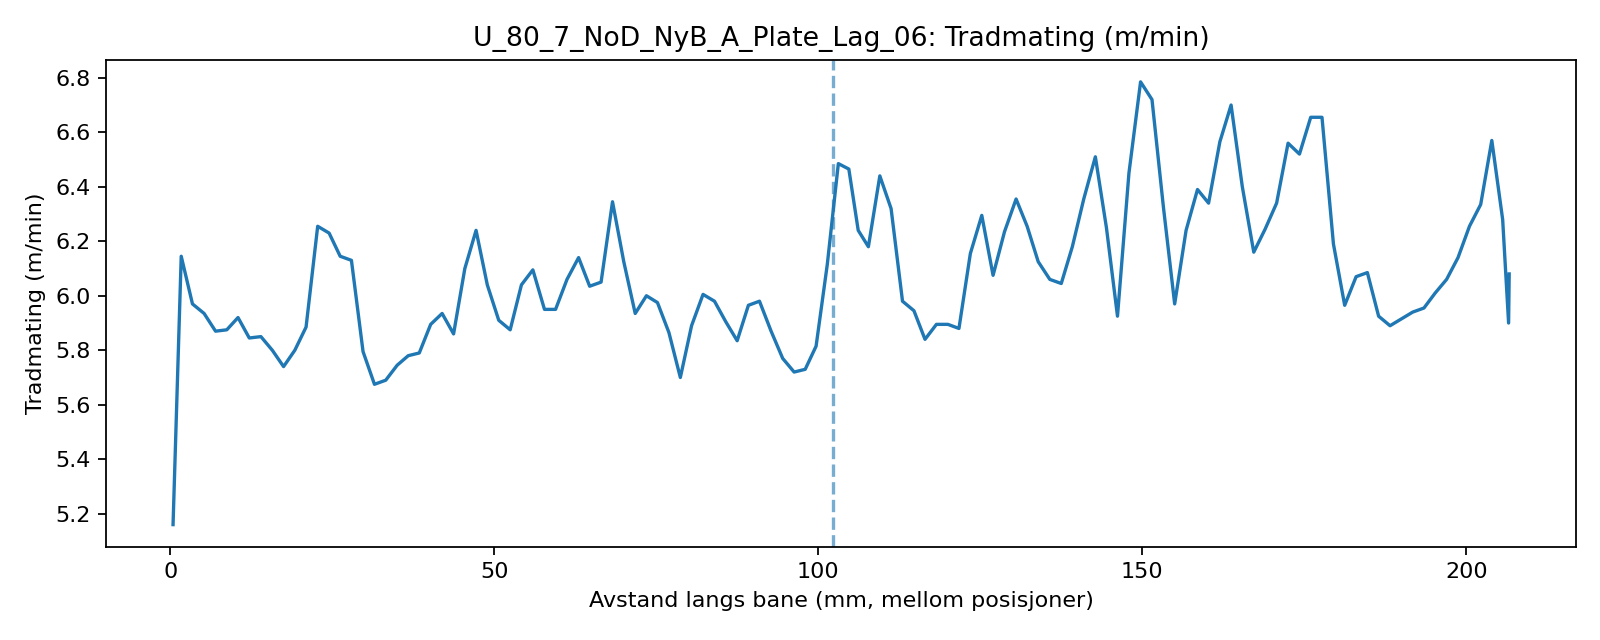 U_80_7_NoD_NyB_A_Plate_Lag_06: Tradmating (m/min)
Tradmating (m/min)
6.8
6.6
6.4
6.2
6.0
5.8
5.6
5.4
5.2
0 50 100 150 200
Avstand langs bane (mm, mellom posisjoner)